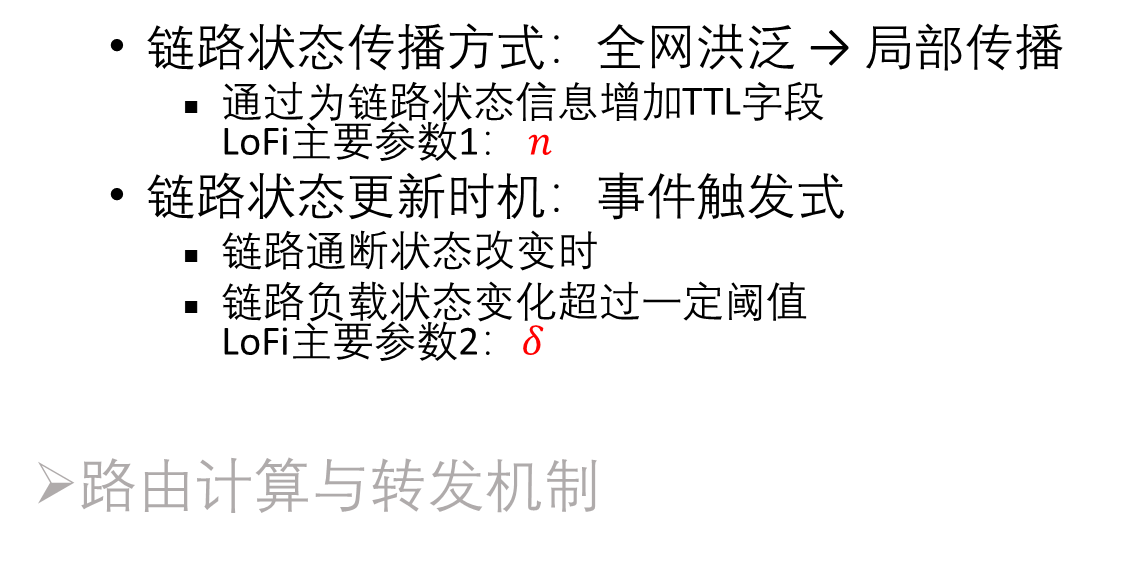 • 链路状态传播方式：全网洪泛 → 局部传播
▪ 通过为链路状态信息增加TTL字段
LoFi主要参数1： n
• 链路状态更新时机：事件触发式
▪ 链路通断状态改变时
▪ 链路负载状态变化超过一定阈值
LoFi主要参数2： δ
➢路由计算与转发机制